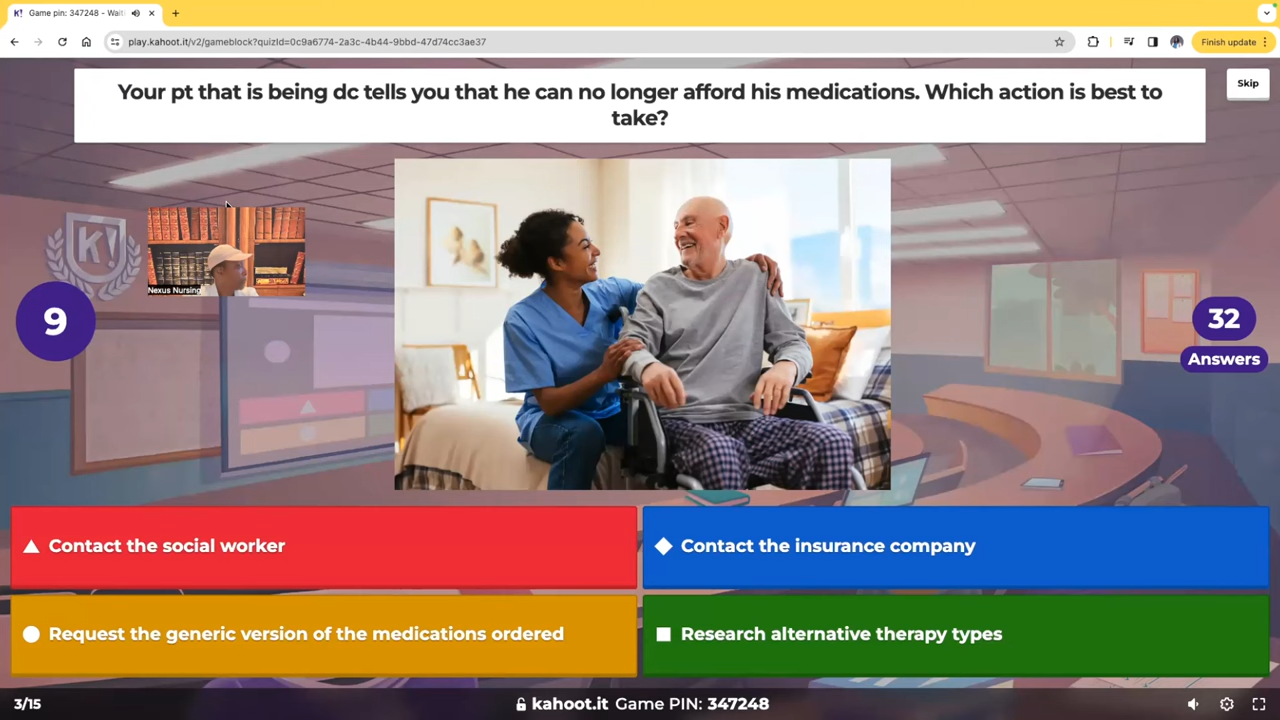 Game pin: 347248 - Waiti
play.kahoot.it/v2/gameblock?quizId=0c9a6774-2a3c-4b44-9bbd-47d74cc3ae37
Finish update
Your pt that is being dc tells you that he can no longer afford his medications. Which action is best to
take?
Skip
K!
Nexus Nursing
9
32
Answers
Contact the social worker
Contact the insurance company
Request the generic version of the medications ordered
Research alternative therapy types
3/15
kahoot.it Game PIN: 347248